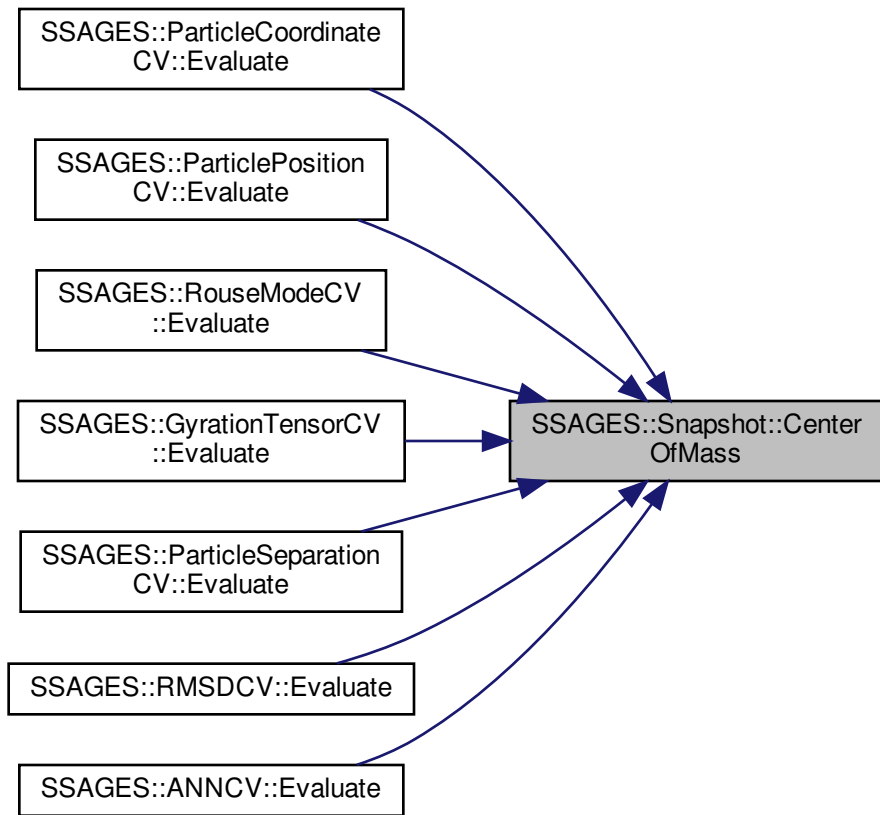 SSAGES::ParticleCoordinate
CV::Evaluate
SSAGES::ParticlePosition
CV::Evaluate
SSAGES::RouseModeCV
::Evaluate
SSAGES::GyrationTensorCV
::Evaluate
SSAGES::Snapshot::Center
OfMass
SSAGES::ParticleSeparation
CV::Evaluate
SSAGES::RMSDCV::Evaluate
SSAGES::ANNCV::Evaluate